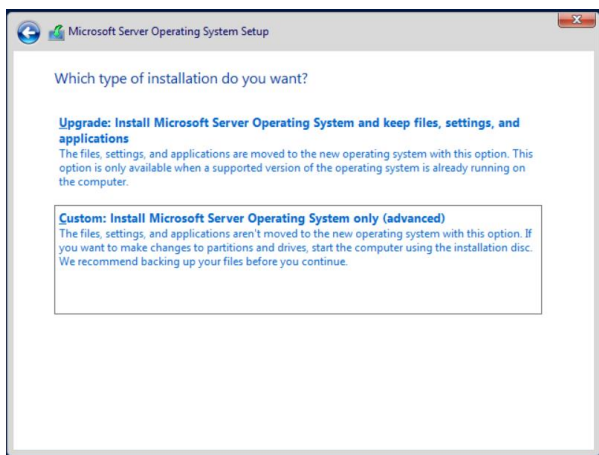 Microsoft Server Operating System Setup
Which type of installation do you want?
Upgrade: Install Microsoft Server Operating System and keep files, settings, and
applications
The files, settings, and applications are moved to the new operating system with this option. This
option is only available when a supported version of the operating system is already running on
the computer.
Custom: Install Microsoft Server Operating System only (advanced)
The files, settings, and applications aren't moved to the new operating system with this option. If
you want to make changes to partitions and drives, start the computer using the installation disc.
We recommend backing up your files before you continue.